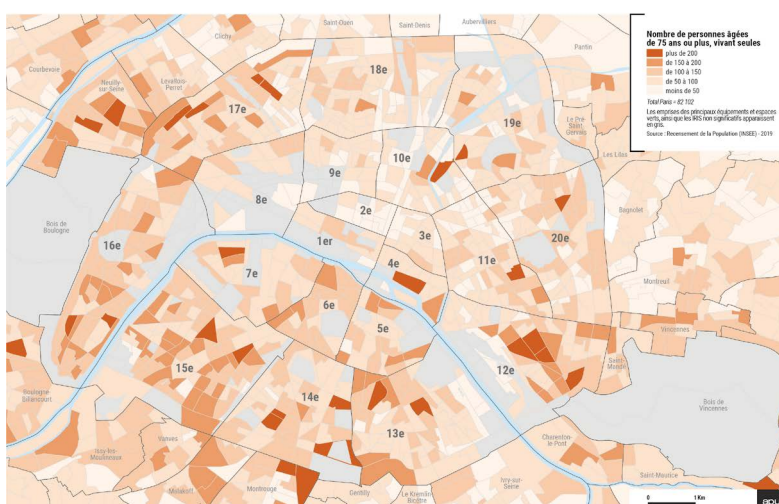 Nombre de personnes âgées
de 75 ans ou plus, vivant seules
plus de 200
de 150 à 200
de 100 à 150
de 50 à 100
moins de 50
Total Paris = 82 102
Les emprises des principaux équipements et espaces
verts, ainsi que les IRIS non significatifs apparaissent
en gris.
Source : Recensement de la Population (INSEE) - 2019
Saint-Ouen
Saint-Denis
Aubervilliers
Clichy
Pantin
Courbevoie
Neuilly-
sur-Seine
Levallois-
Perret
18e
17e
19e
Le Pré
Saint-
Gervais
10e
Les Lilas
9e
8e
2e
Bagnolet
Bois de
Boulogne
16e
1er
3e
20e
11e
7e
4e
Montreuil
6e
5e
Vincennes
15e
12e
Saint-
Mandé
14e
Boulogne
Billancourt
13e
Bois de
Vincennes
Vanves
Issy-les-
Moulineaux
Charenton-
le-Pont
Malakoff
Montrouge
Gentilly
Le Kremlin
Bicêtre
Ivry-sur-
Seine
Saint-Maurice
0 1 Km
apur